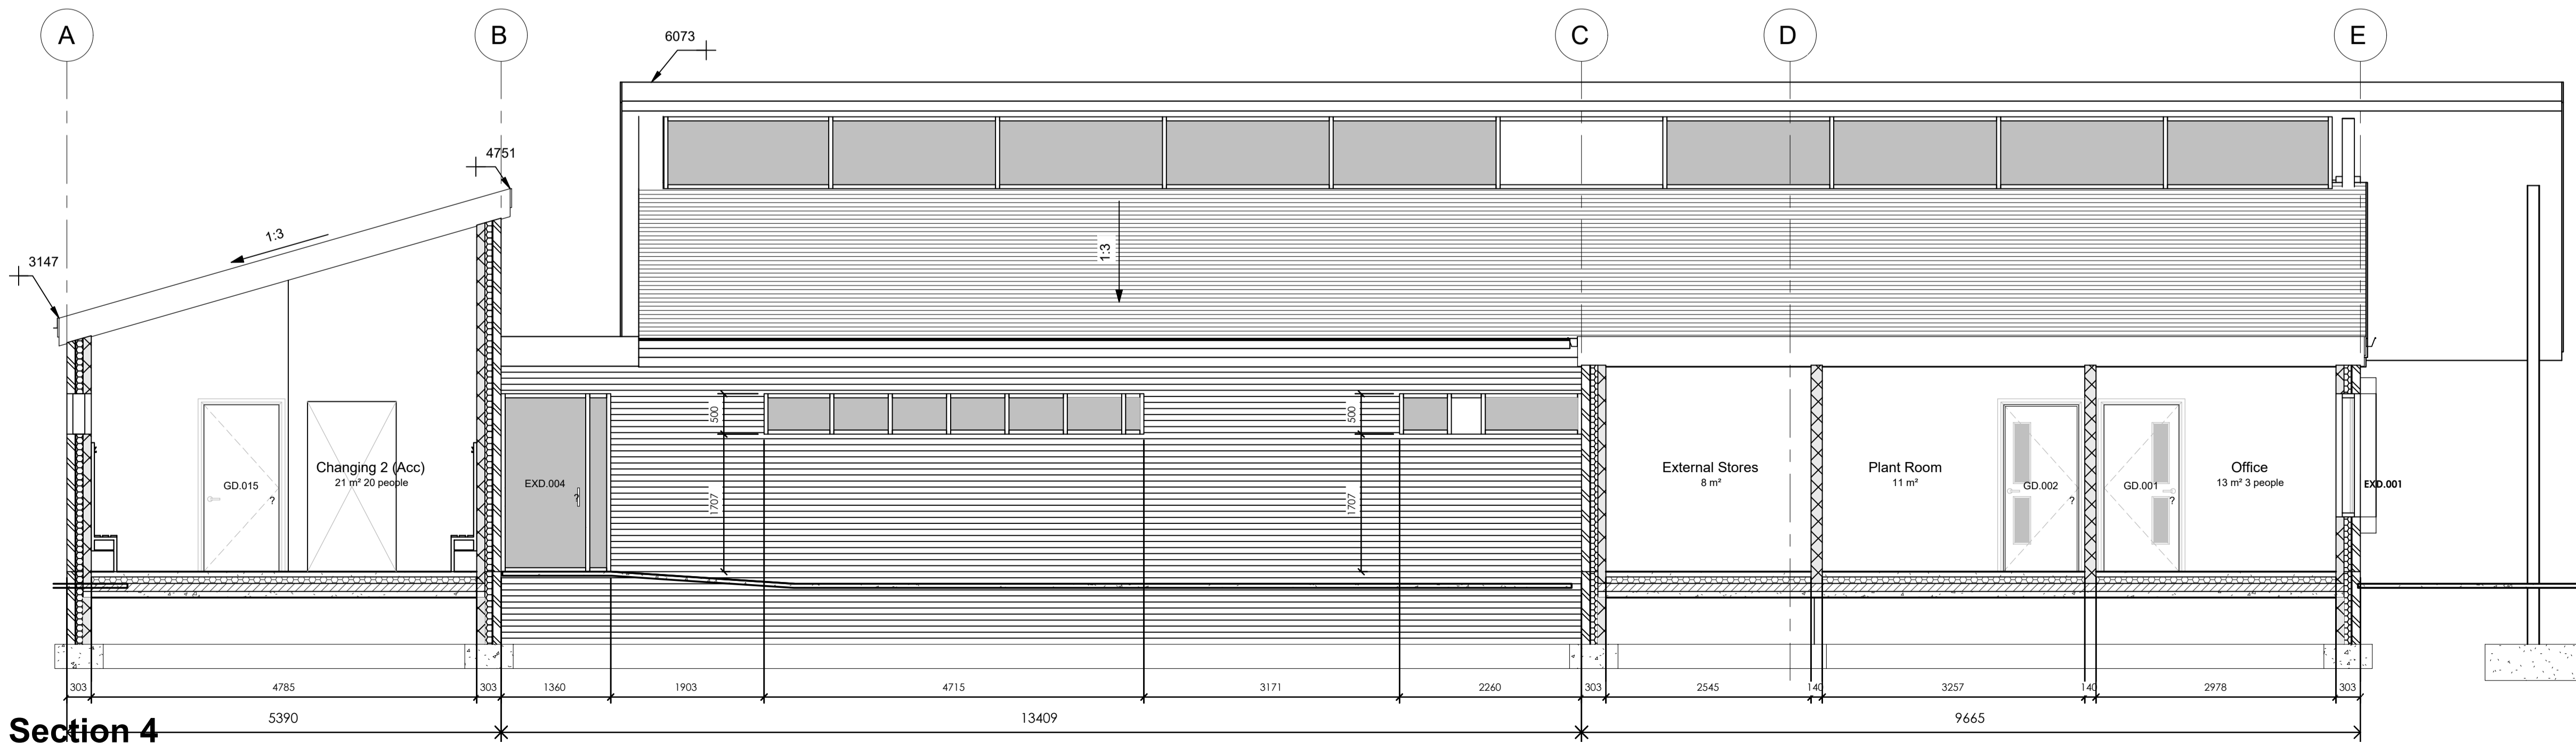 A
B
C
D
E
6073
4751
3147
1:3
1:3
500
500
1707
1707
GD.015
?
Changing 2 (Acc)
21 m² 20 people
EXD.004
?
External Stores
8 m²
Plant Room
11 m²
GD.002
?
GD.001
?
Office
13 m² 3 people
EXD.001
303
4785
303
1360
1903
4715
3171
2260
303
2545
140
3257
140
2978
303
5390
13409
9665
Section 4